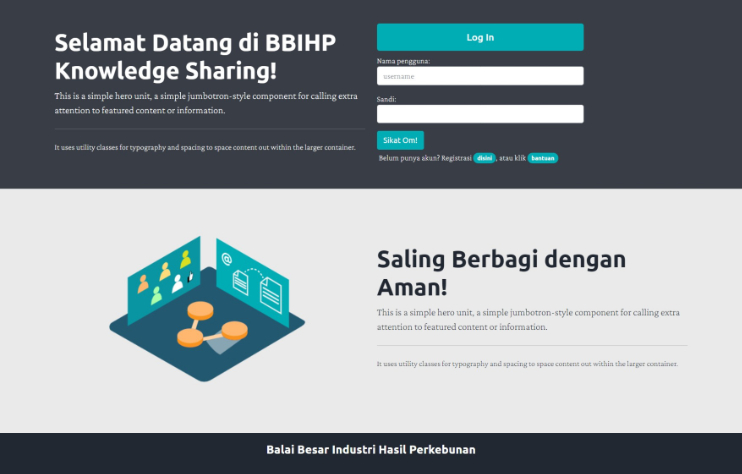 Selamat Datang di BBIHP
Knowledge Sharing!
This is a simple hero unit, a simple jumbotron-style component for calling extra
attention to featured content or information.
It uses utility classes for typography and spacing to space content out within the larger container.
Log In
Nama pengguna:
username
Sandi:
Sikat Om!
Belum punya akun? Registrasi disini, atau klik bantuan
@
Saling Berbagi dengan
Aman!
This is a simple hero unit, a simple jumbotron-style component for calling extra
attention to featured content or information.
It uses utility classes for typography and spacing to space content out within the larger container.
Balai Besar Industri Hasil Perkebunan